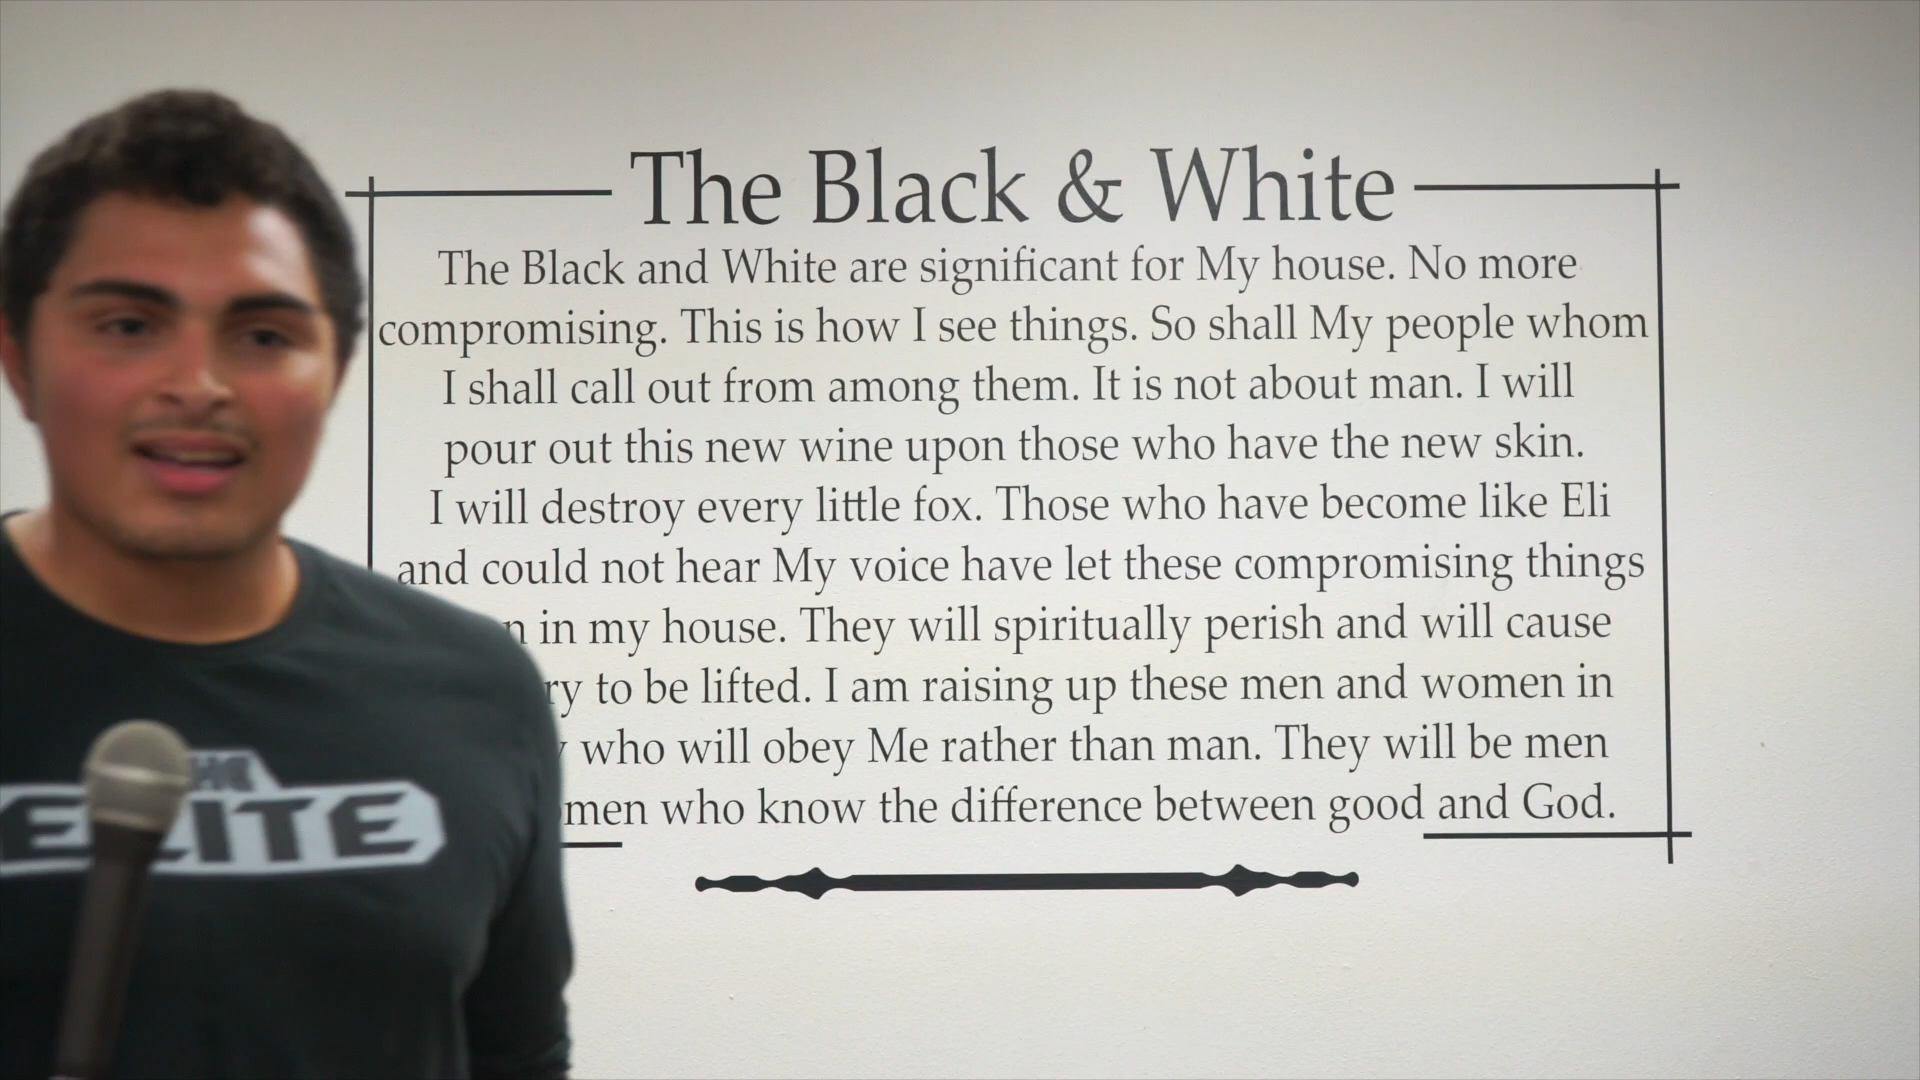 The Black & White
The Black and White are significant for My house. No more
compromising. This is how I see things. So shall My people whom
I shall call out from among them. It is not about man. I will
pour out this new wine upon those who have the new skin.
I will destroy every little fox. Those who have become like Eli
and could not hear My voice have let these compromising things
in my house. They will spiritually perish and will cause
to be lifted. I am raising up these men and women in
who will obey Me rather than man. They will be men
who know the difference between good and God.
ELITE